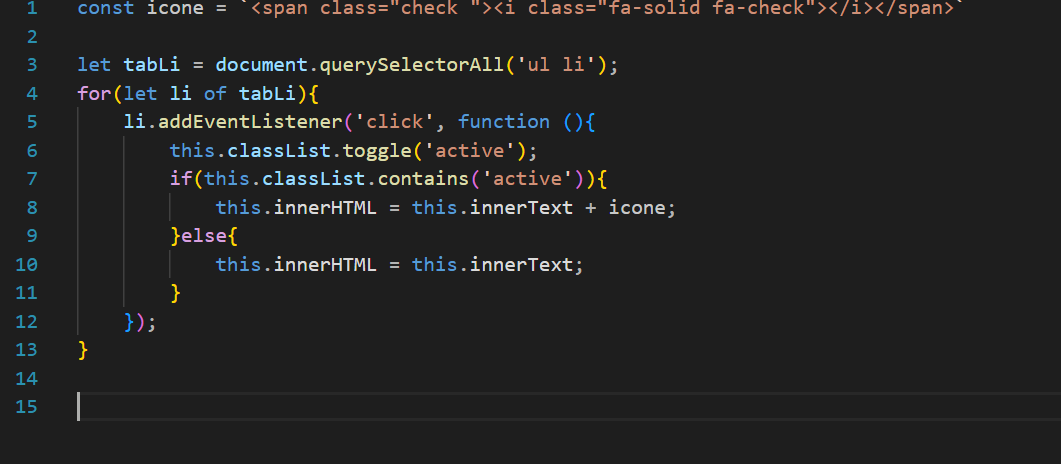 1 const icone = `<span class="check "><i class="fa-solid fa-check"></i></span>`
2
3 let tabLi = document.querySelectorAll('ul li');
4 for(let li of tabLi){
5     li.addEventListener('click', function (){
6         this.classList.toggle('active');
7         if(this.classList.contains('active')){
8             this.innerHTML = this.innerText + icone;
9         }else{
10             this.innerHTML = this.innerText;
11         }
12     });
13 }
14
15